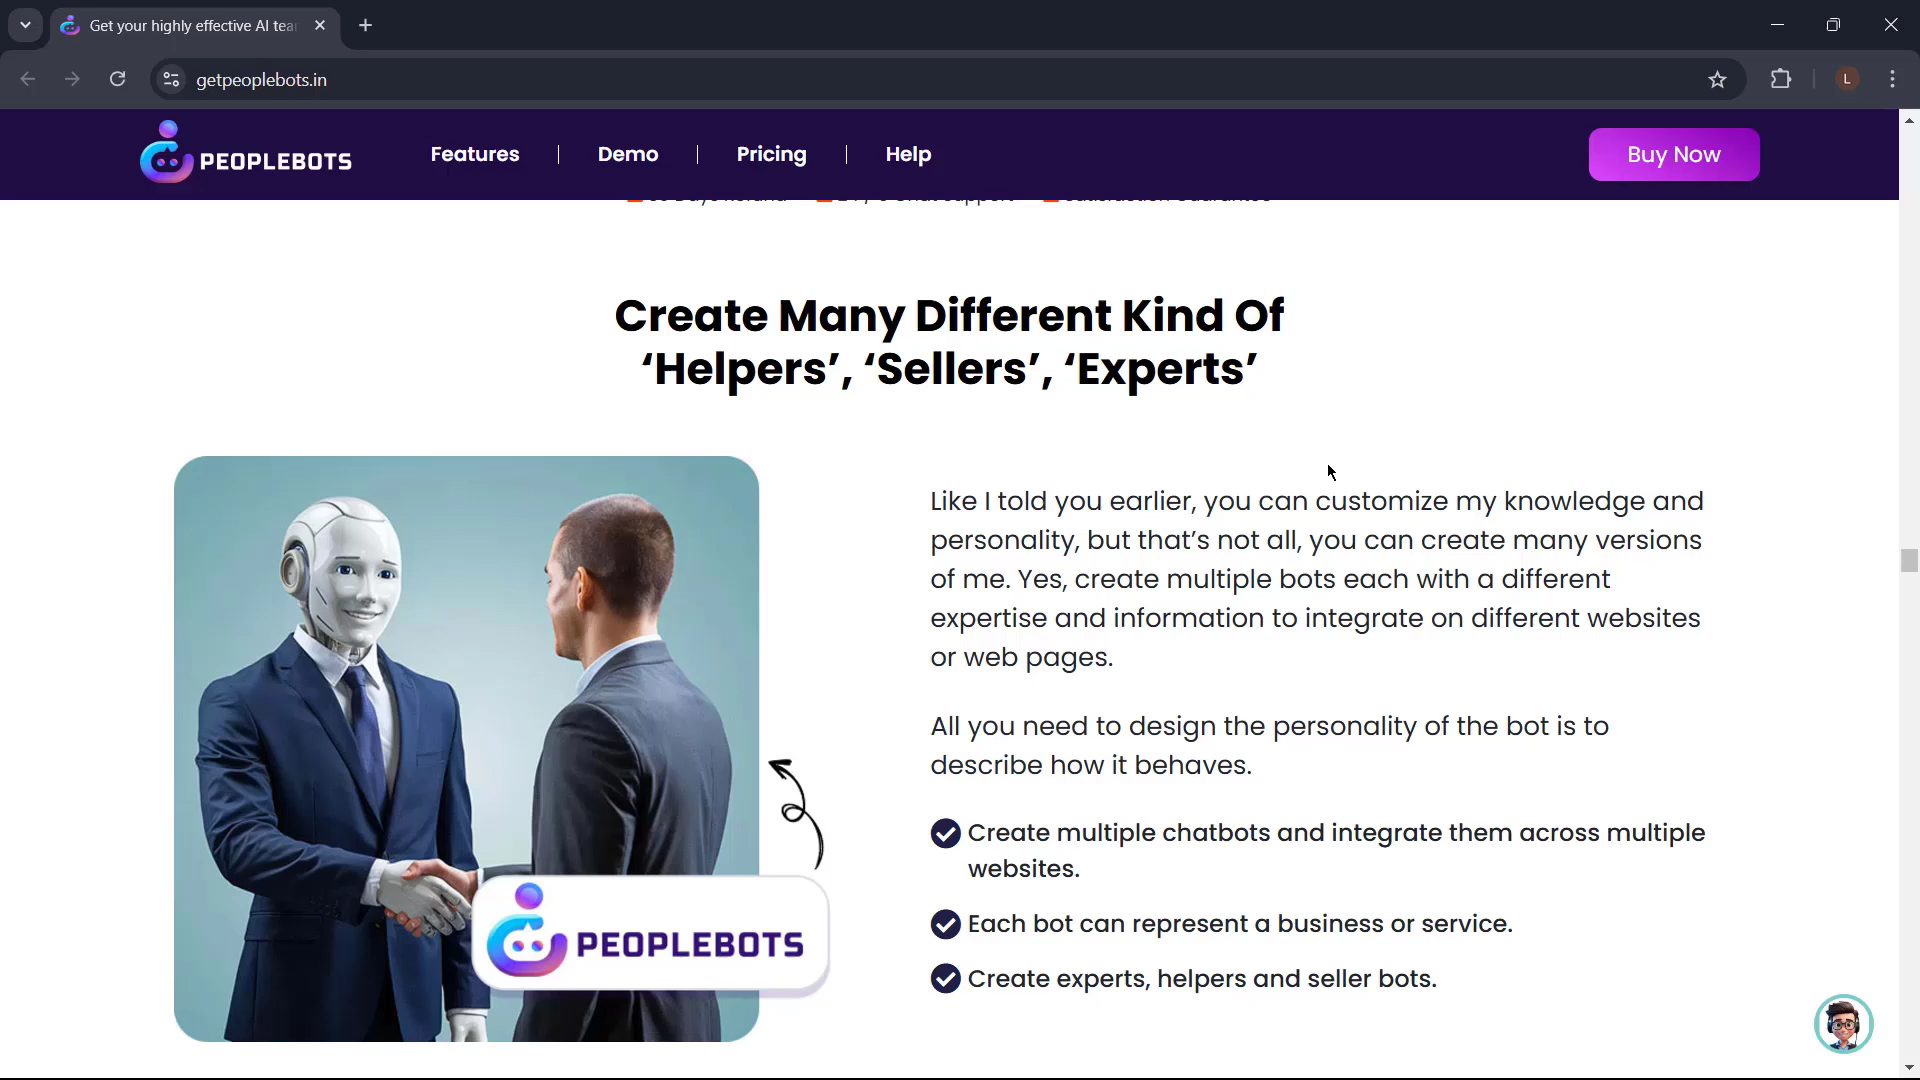 Get your highly effective AI tea
getpeoplebots.in
L
PEOPLEBOTS
Features
Demo
Pricing
Help
Buy Now
Create Many Different Kind Of
‘Helpers’, ‘Sellers’, ‘Experts’
Like I told you earlier, you can customize my knowledge and
personality, but that’s not all, you can create many versions
of me. Yes, create multiple bots each with a different
expertise and information to integrate on different websites
or web pages.
All you need to design the personality of the bot is to
describe how it behaves.
Create multiple chatbots and integrate them across multiple
websites.
Each bot can represent a business or service.
Create experts, helpers and seller bots.
PEOPLEBOTS